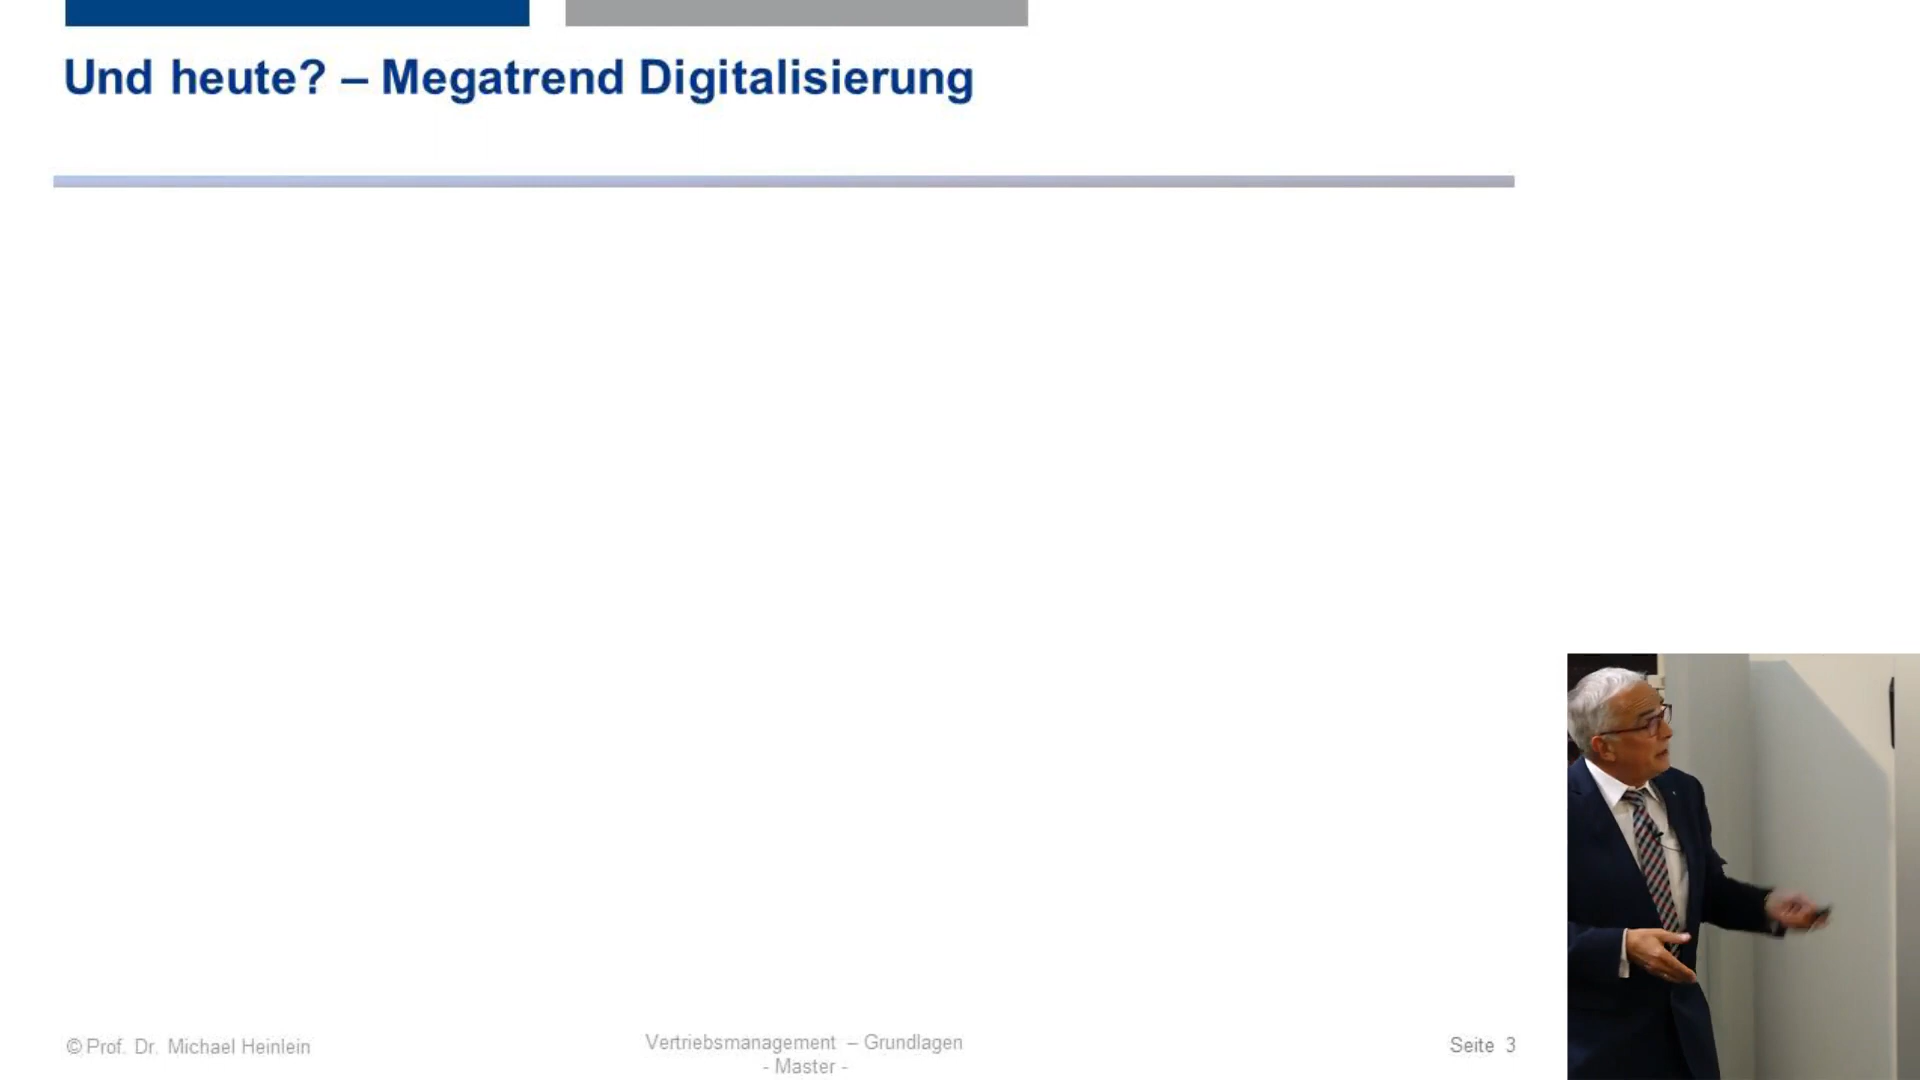 Und heute? – Megatrend Digitalisierung
© Prof. Dr. Michael Heinlein
Vertriebsmanagement – Grundlagen
- Master -
Seite 3